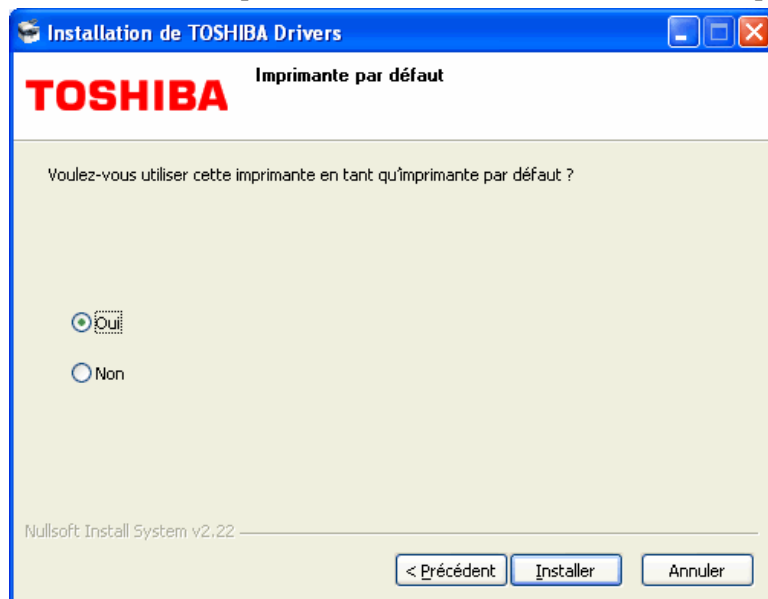 Installation de TOSHIBA Drivers
TOSHIBA
Imprimante par défaut
Voulez-vous utiliser cette imprimante en tant qu'imprimante par défaut ?
Oui
Non
Nullsoft Install System v2.22
< Précédent
Installer
Annuler